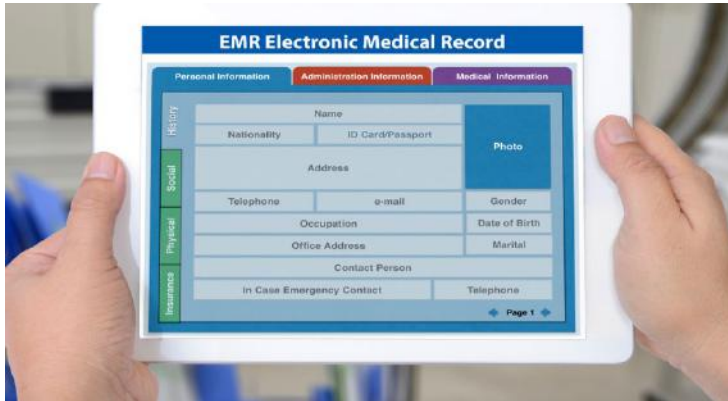 EMR Electronic Medical Record
Personal Information Administration Information Medical Information
History
Social
Physical
Insurance
Name
Nationality ID Card/Passport
Photo
Address
Telephone e-mail Gender
Occupation Date of Birth
Office Address Marital
Contact Person
In Case Emergency Contact Telephone
Page 1